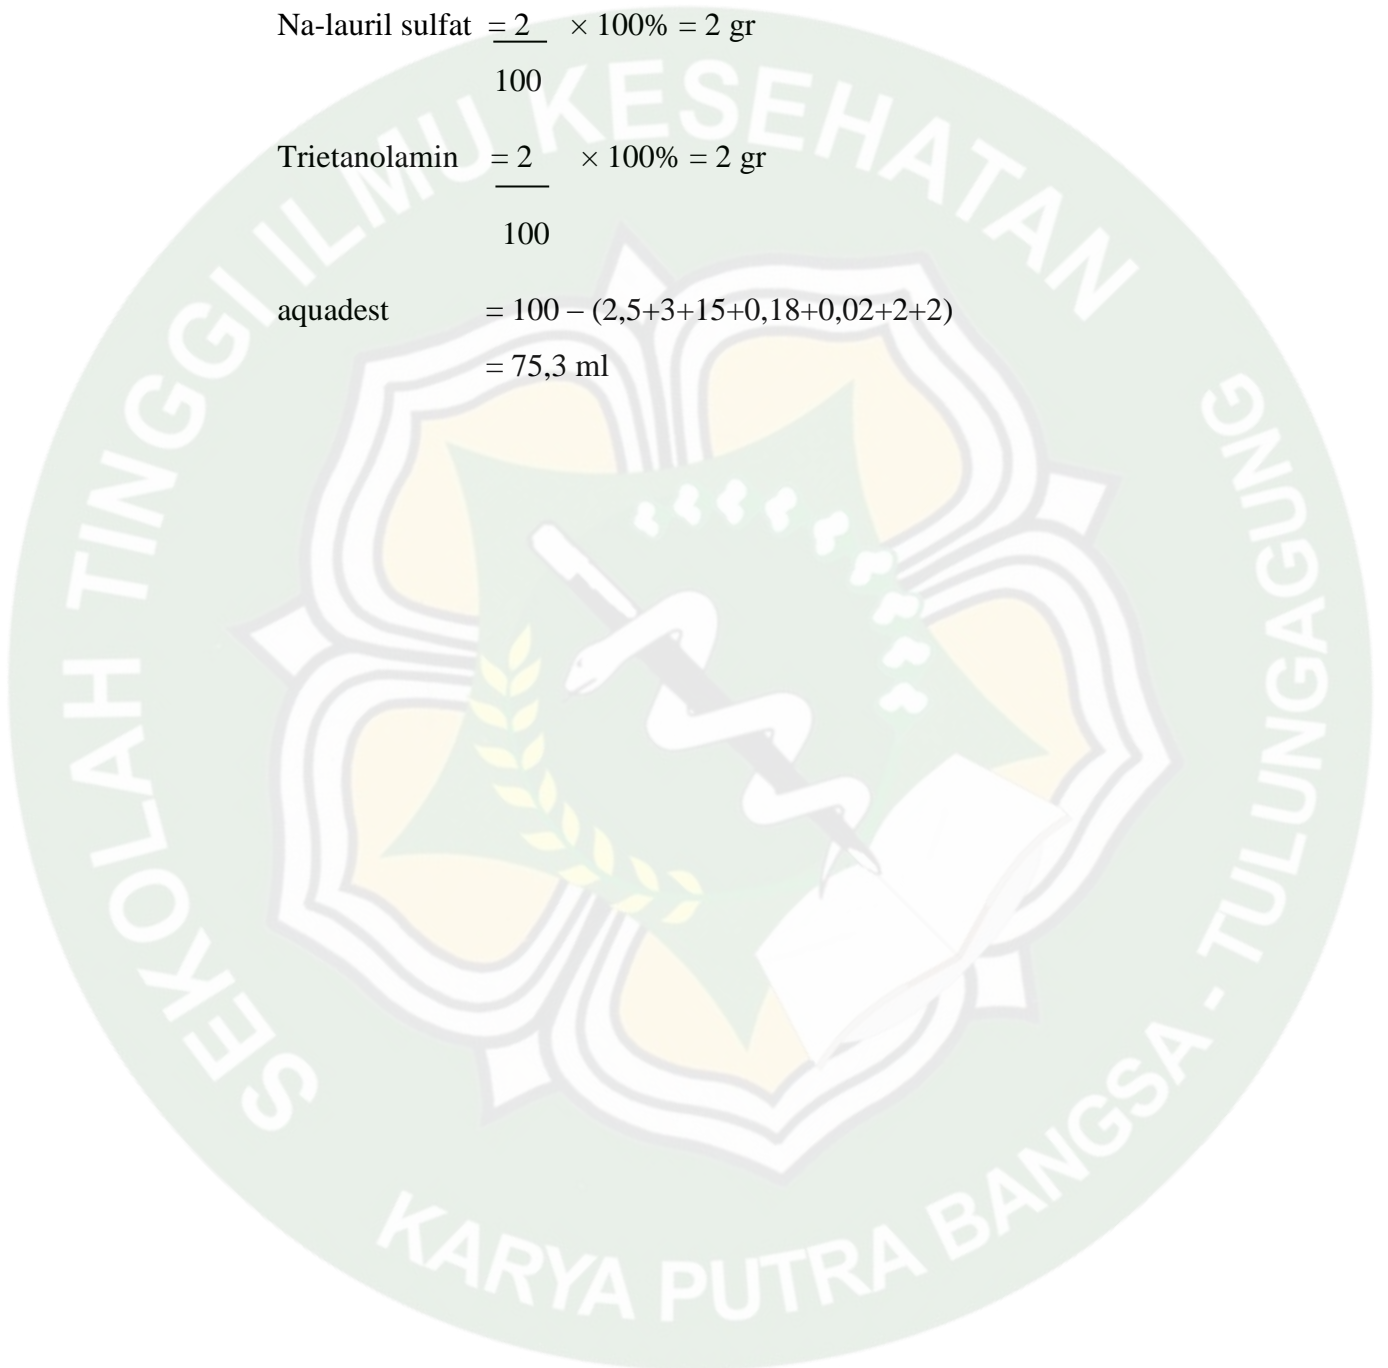 Na-lauril sulfat = 2 × 100% = 2 gr
100
Trietanolamin = 2 × 100% = 2 gr
100
aquadest = 100 – (2,5+3+15+0,18+0,02+2+2)
= 75,3 ml
SEKOLAH TINGGI ILMU KESEHATAN
KARYA PUTRA BANGSA - TULUNGAGUNG